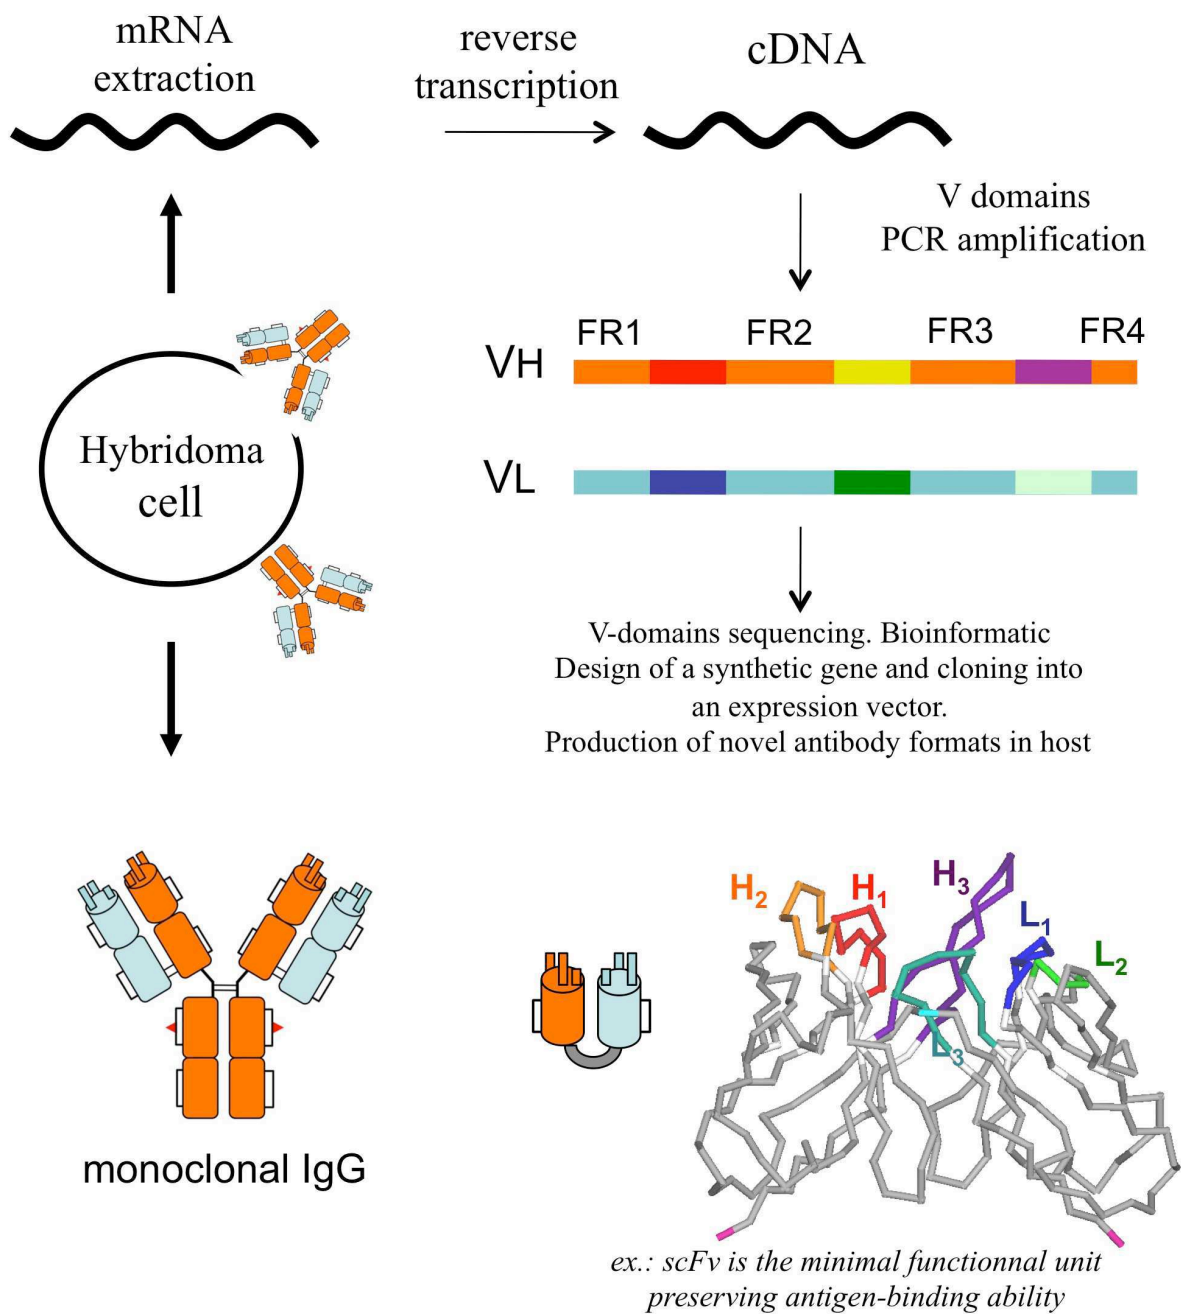 mRNA
extraction
reverse
transcription
cDNA
V domains
PCR amplification
FR1 FR2 FR3 FR4
VH
VL
Hybridoma
cell
V-domains sequencing. Bioinformatic
Design of a synthetic gene and cloning into
an expression vector.
Production of novel antibody formats in host
H2
H1
H3
L1
L2
L3
monoclonal IgG
ex.: scFv is the minimal functionnal unit
preserving antigen-binding ability